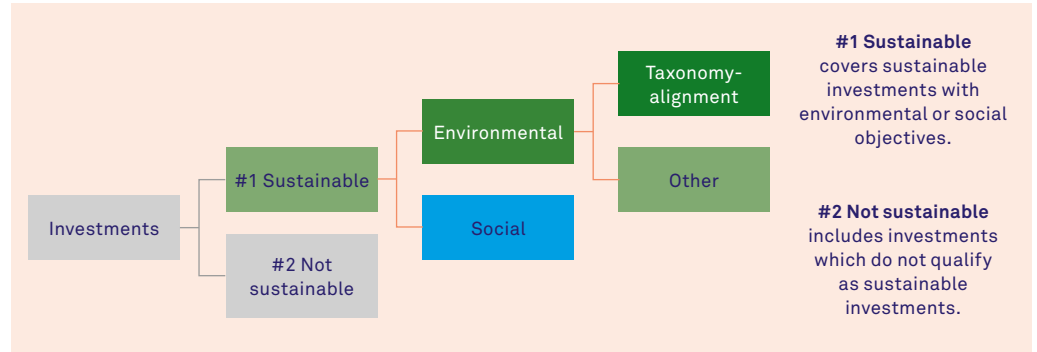 Investments
#1 Sustainable
#2 Not
sustainable
Environmental
Social
Taxonomy-
alignment
Other
#1 Sustainable
covers sustainable
investments with
environmental or social
objectives.
#2 Not sustainable
includes investments
which do not qualify
as sustainable
investments.